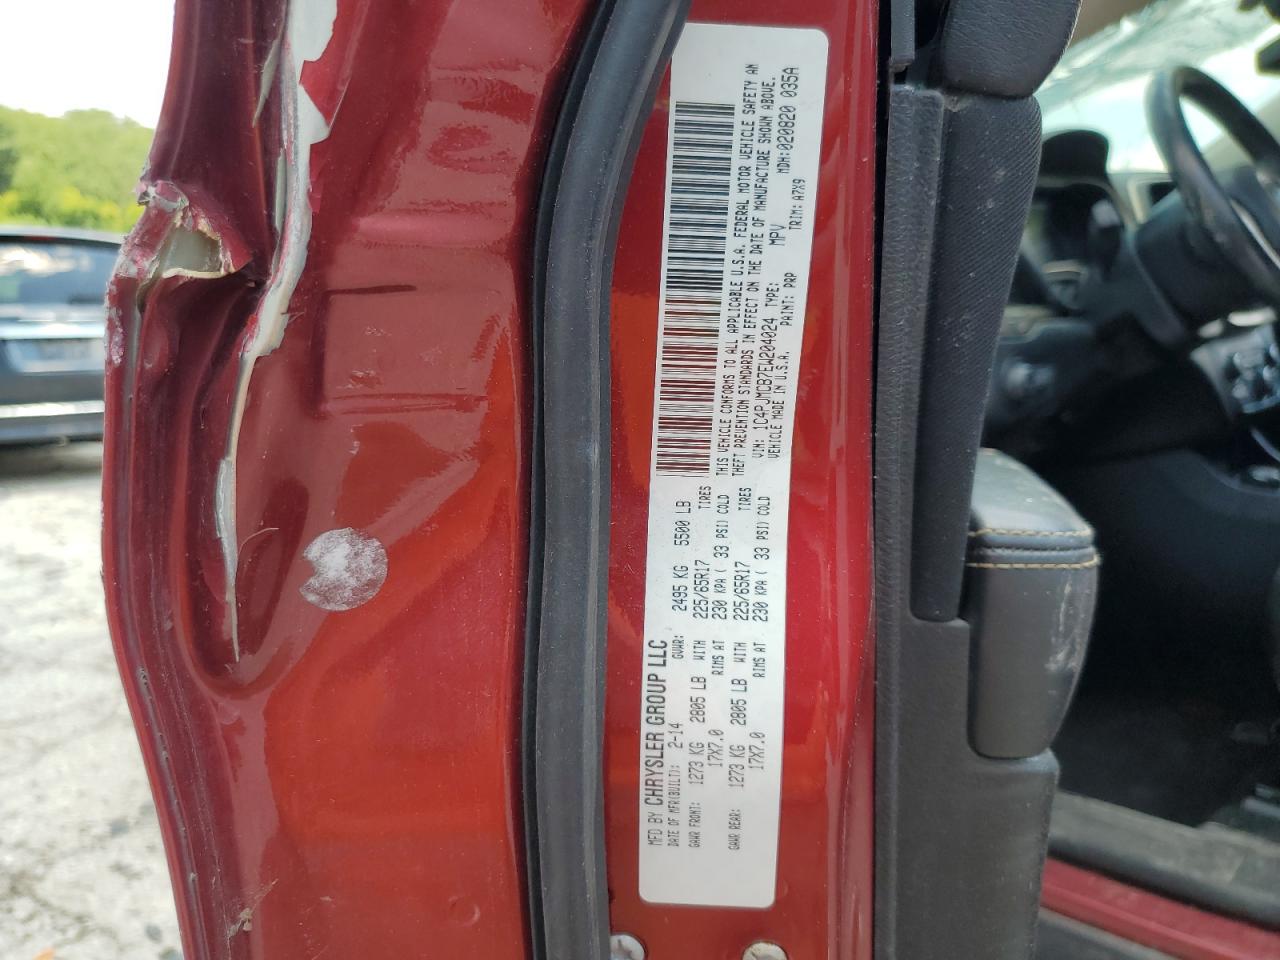 MFD BY CHRYSLER GROUP LLC
DATE OF MFR(BUILT): 2-14 GVWR: 2495 KG 5500 LB
GAWR FRONT: 1273 KG 2805 LB WITH 225/65R17 TIRES
17X7.0 RIMS AT 230 KPA ( 33 PSI) COLD
GAWR REAR: 1273 KG 2805 LB WITH 225/65R17 TIRES
17X7.0 RIMS AT 230 KPA ( 33 PSI) COLD
THIS VEHICLE CONFORMS TO ALL APPLICABLE U.S.A. FEDERAL MOTOR VEHICLE SAFETY AN
THEFT PREVENTION STANDARDS IN EFFECT ON THE DATE OF MANUFACTURE SHOWN ABOVE.
VIN: 1C4PJMCB7EW204024 TYPE: MPV MDH:020820 035A
VEHICLE MADE IN U.S.A. PAINT: PRP TRIM: A7X9